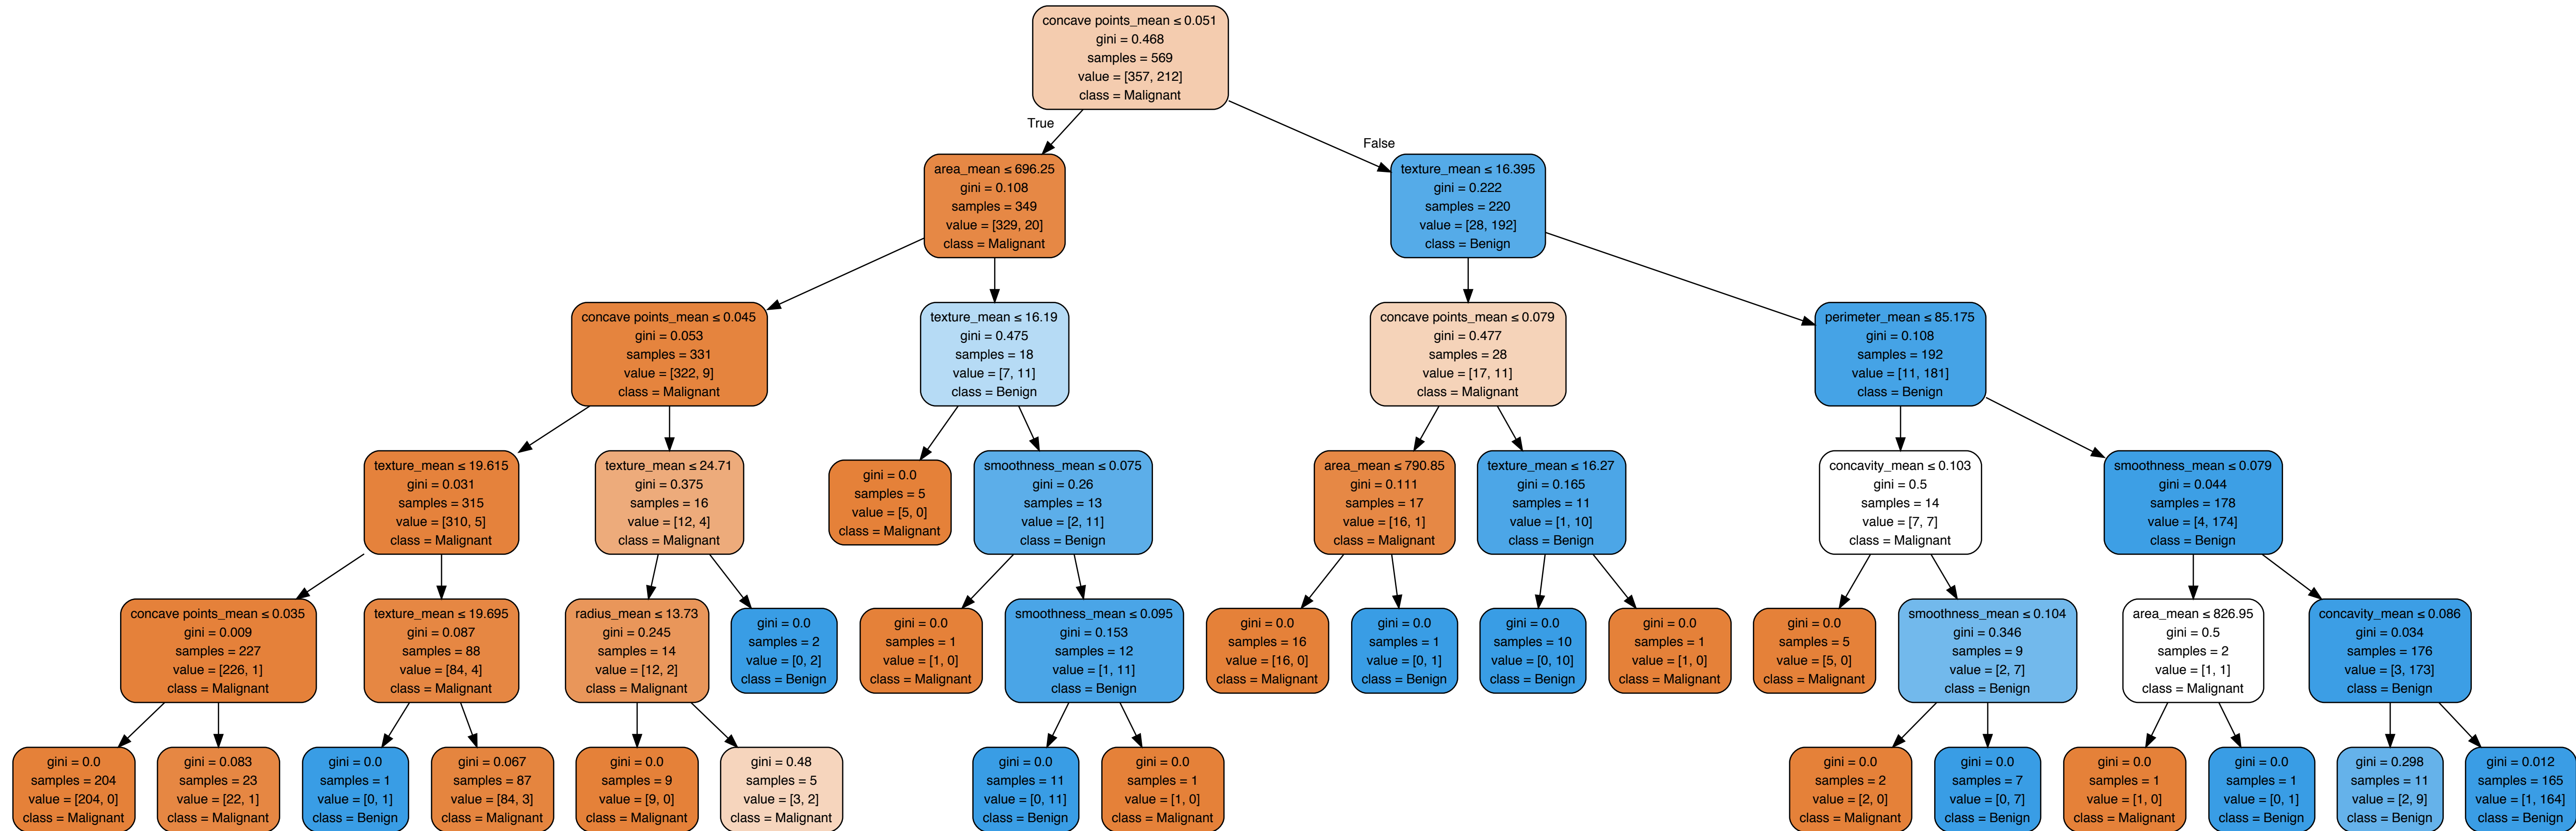 concave points_mean ≤ 0.051
gini = 0.468
samples = 569
value = [357, 212]
class = Malignant
True
False
area_mean ≤ 696.25
gini = 0.108
samples = 349
value = [329, 20]
class = Malignant
texture_mean ≤ 16.395
gini = 0.222
samples = 220
value = [28, 192]
class = Benign
concave points_mean ≤ 0.045
gini = 0.053
samples = 331
value = [322, 9]
class = Malignant
texture_mean ≤ 16.19
gini = 0.475
samples = 18
value = [7, 11]
class = Benign
concave points_mean ≤ 0.079
gini = 0.477
samples = 28
value = [17, 11]
class = Malignant
perimeter_mean ≤ 85.175
gini = 0.108
samples = 192
value = [11, 181]
class = Benign
texture_mean ≤ 19.615
gini = 0.031
samples = 315
value = [310, 5]
class = Malignant
texture_mean ≤ 24.71
gini = 0.375
samples = 16
value = [12, 4]
class = Malignant
gini = 0.0
samples = 5
value = [5, 0]
class = Malignant
smoothness_mean ≤ 0.075
gini = 0.26
samples = 13
value = [2, 11]
class = Benign
area_mean ≤ 790.85
gini = 0.111
samples = 17
value = [16, 1]
class = Malignant
texture_mean ≤ 16.27
gini = 0.165
samples = 11
value = [1, 10]
class = Benign
concavity_mean ≤ 0.103
gini = 0.5
samples = 14
value = [7, 7]
class = Malignant
smoothness_mean ≤ 0.079
gini = 0.044
samples = 178
value = [4, 174]
class = Benign
concave points_mean ≤ 0.035
gini = 0.009
samples = 227
value = [226, 1]
class = Malignant
texture_mean ≤ 19.695
gini = 0.087
samples = 88
value = [84, 4]
class = Malignant
radius_mean ≤ 13.73
gini = 0.245
samples = 14
value = [12, 2]
class = Malignant
gini = 0.0
samples = 2
value = [0, 2]
class = Benign
gini = 0.0
samples = 1
value = [1, 0]
class = Malignant
smoothness_mean ≤ 0.095
gini = 0.153
samples = 12
value = [1, 11]
class = Benign
gini = 0.0
samples = 16
value = [16, 0]
class = Malignant
gini = 0.0
samples = 1
value = [0, 1]
class = Benign
gini = 0.0
samples = 10
value = [0, 10]
class = Benign
gini = 0.0
samples = 1
value = [1, 0]
class = Malignant
gini = 0.0
samples = 5
value = [5, 0]
class = Malignant
smoothness_mean ≤ 0.104
gini = 0.346
samples = 9
value = [2, 7]
class = Benign
area_mean ≤ 826.95
gini = 0.5
samples = 2
value = [1, 1]
class = Malignant
concavity_mean ≤ 0.086
gini = 0.034
samples = 176
value = [3, 173]
class = Benign
gini = 0.0
samples = 204
value = [204, 0]
class = Malignant
gini = 0.083
samples = 23
value = [22, 1]
class = Malignant
gini = 0.0
samples = 1
value = [0, 1]
class = Benign
gini = 0.067
samples = 87
value = [84, 3]
class = Malignant
gini = 0.0
samples = 9
value = [9, 0]
class = Malignant
gini = 0.48
samples = 5
value = [3, 2]
class = Malignant
gini = 0.0
samples = 11
value = [0, 11]
class = Benign
gini = 0.0
samples = 1
value = [1, 0]
class = Malignant
gini = 0.0
samples = 2
value = [2, 0]
class = Malignant
gini = 0.0
samples = 7
value = [0, 7]
class = Benign
gini = 0.0
samples = 1
value = [1, 0]
class = Malignant
gini = 0.0
samples = 1
value = [0, 1]
class = Benign
gini = 0.298
samples = 11
value = [2, 9]
class = Benign
gini = 0.012
samples = 165
value = [1, 164]
class = Benign